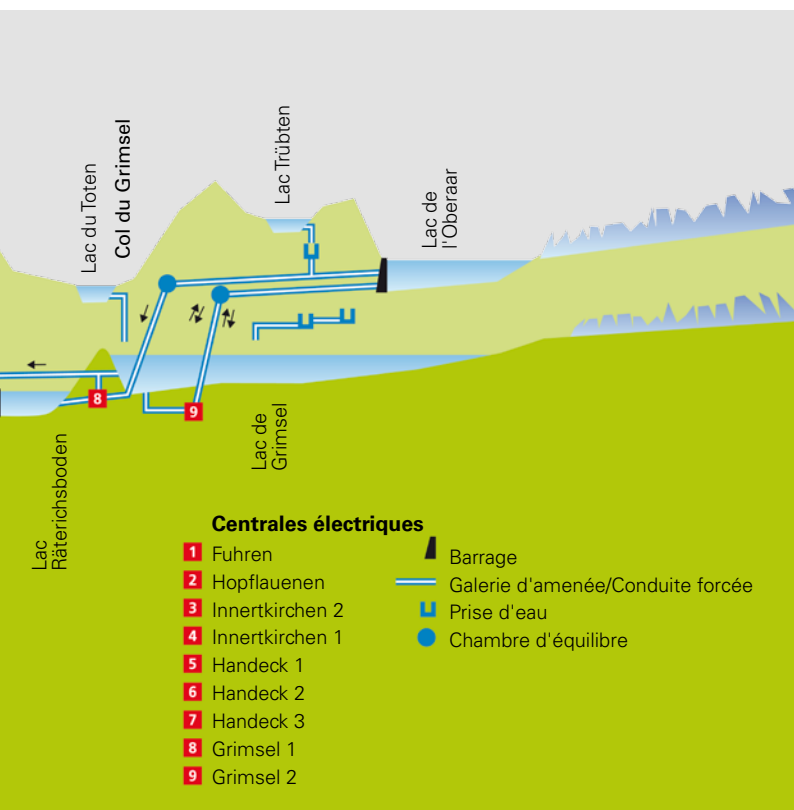 Lac du Toten
Col du Grimsel
Lac Trübten
Lac de
l'Oberaar
8
9
Lac de
Grimsel
Lac
Räterichsboden
Centrales électriques
1 Fuhren
2 Hopflauenen
3 Innertkirchen 2
4 Innertkirchen 1
5 Handeck 1
6 Handeck 2
7 Handeck 3
8 Grimsel 1
9 Grimsel 2
Barrage
Galerie d'amenée/Conduite forcée
Prise d'eau
Chambre d'équilibre